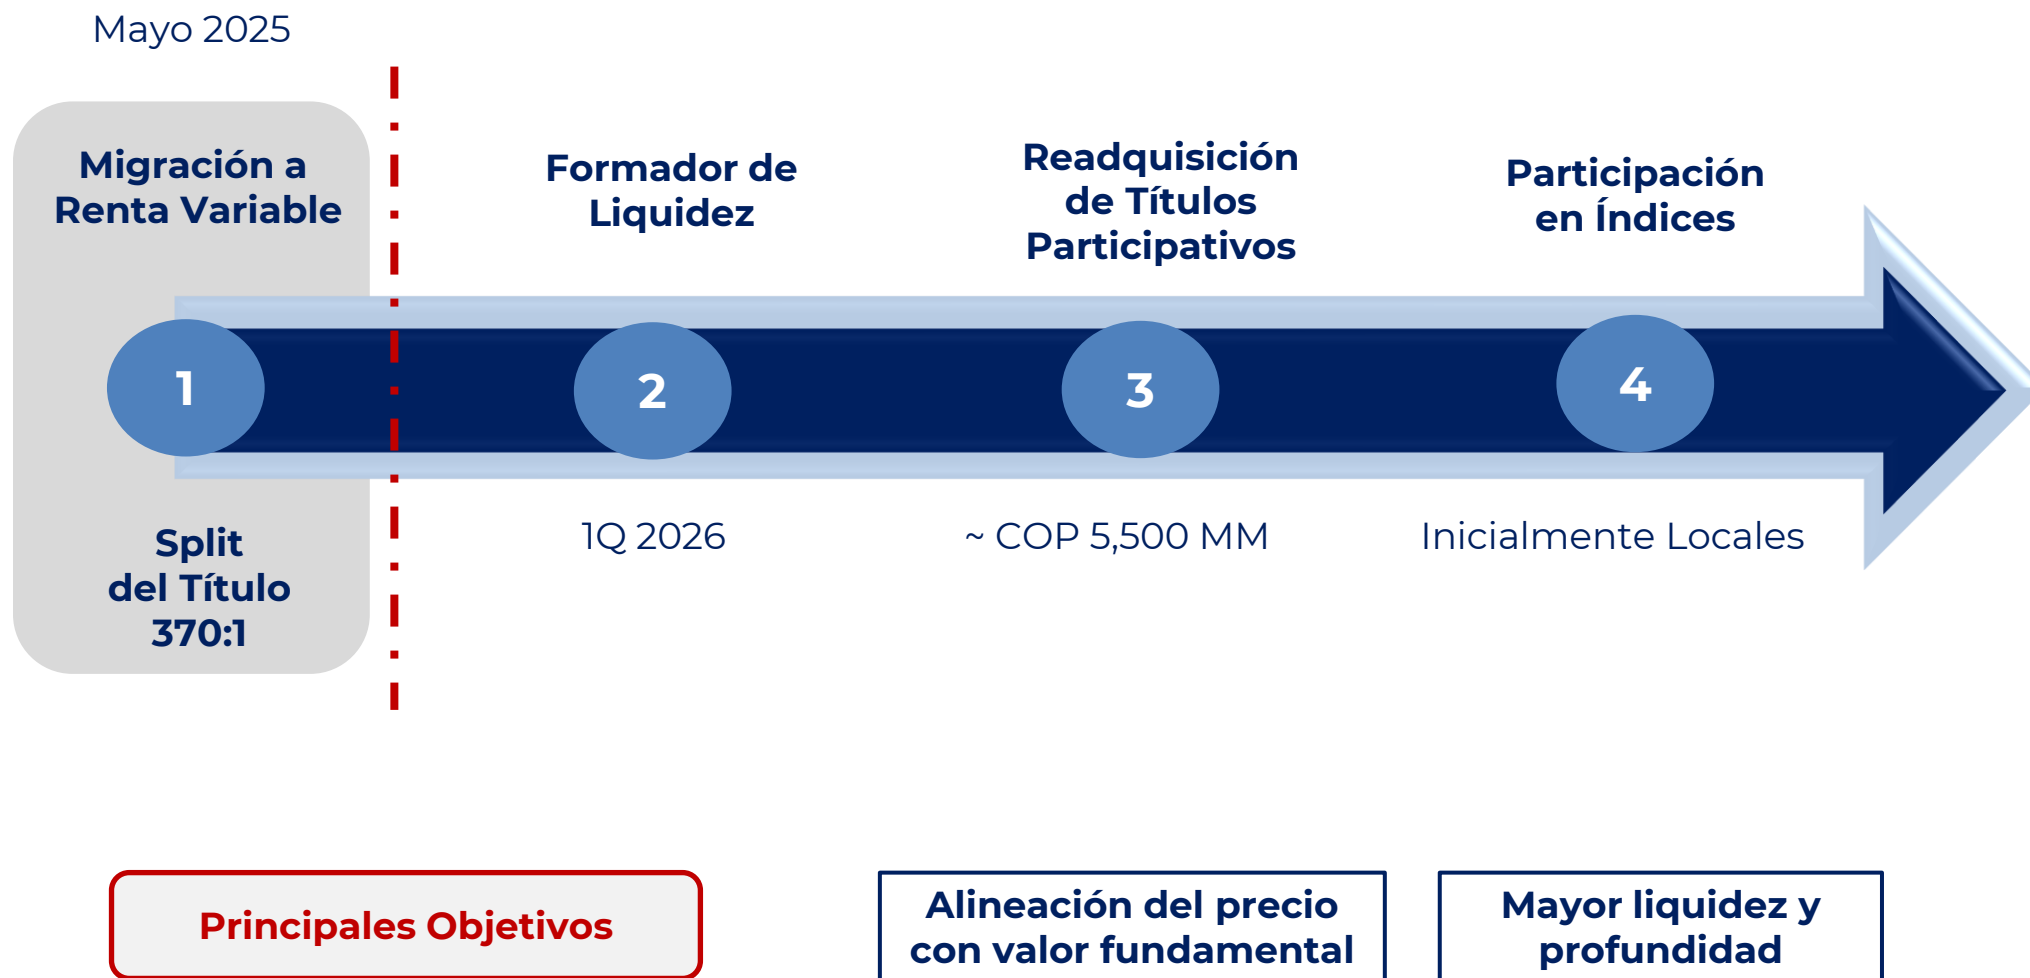 Mayo 2025
Migración a
Renta Variable
1
Split
del Título
370:1
Formador de
Liquidez
2
1Q 2026
Readquisición
de Títulos
Participativos
3
~ COP 5,500 MM
Participación
en Índices
4
Inicialmente Locales
Principales Objetivos
Alineación del precio
con valor fundamental
Mayor liquidez y
profundidad